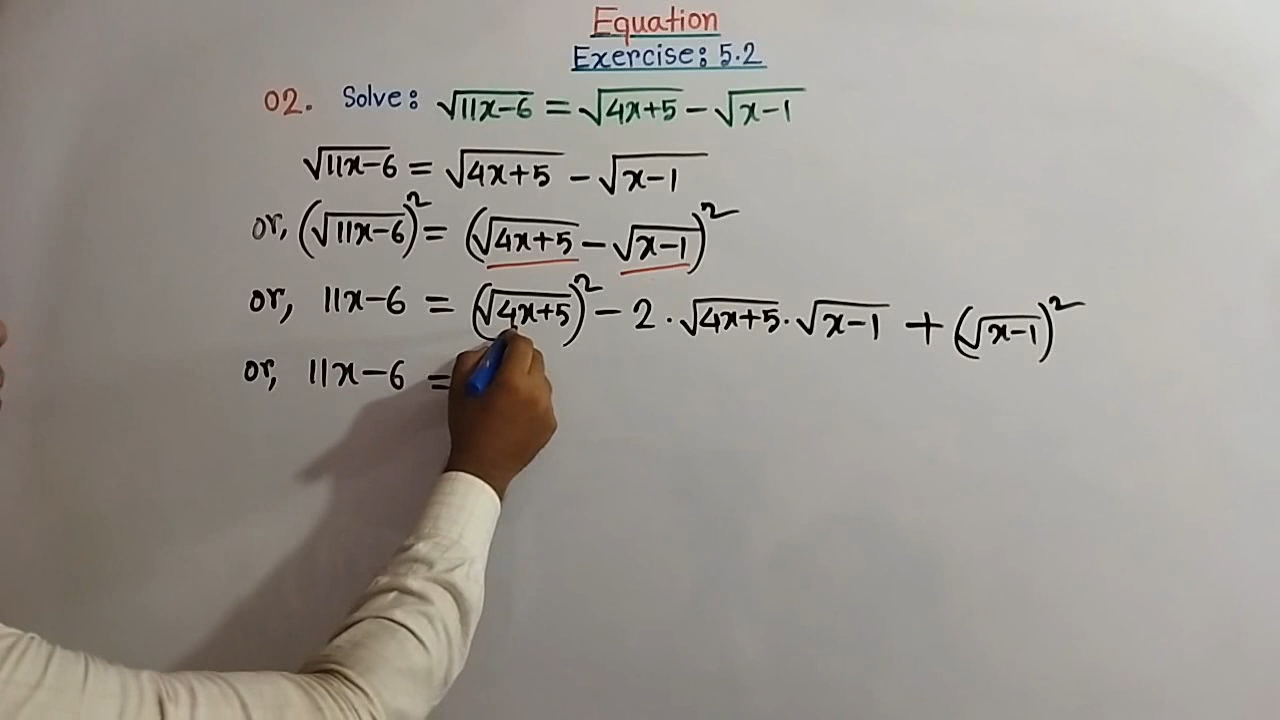 Equation
Exercise: 5.2
02. Solve: √11x-6 = √4x+5 - √x-1
√11x-6 = √4x+5 - √x-1
or, (√11x-6)² = (√4x+5 - √x-1)²
or, 11x-6 = (√4x+5)² - 2·√4x+5·√x-1 + (√x-1)²
or, 11x-6 =